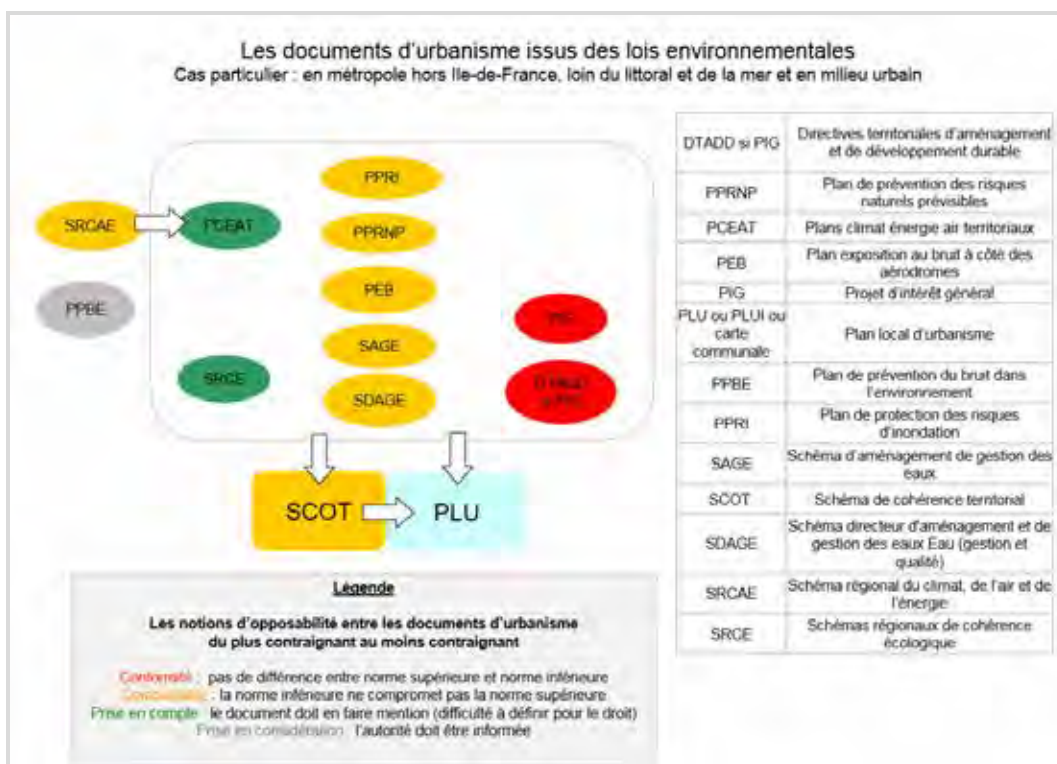 Les documents d'urbanisme issus des lois environnementales
Cas particulier : en métropole hors Ile-de-France, loin du littoral et de la mer et en milieu urbain
PPRI
SRCAE
PCEAT
PPRNP
PPBE
PEB
PIG
SAGE
SRCE
SDAGE
SCOT
PLU
DTADD si PIG
Directives territoriales d'aménagement
et de développement durable
PPRNP
Plan de prévention des risques
naturels prévisibles
PCEAT
Plans climat énergie air territoriaux
PEB
Plan exposition au bruit à côté des
aérodromes
PIG
Projet d'intérêt général
PLU ou PLUI ou
carte
communale
Plan local d'urbanisme
PPBE
Plan de prévention du bruit dans
l'environnement
PPRI
Plan de protection des risques
d'inondation
SAGE
Schéma d'aménagement de gestion des
eaux
SCOT
Schéma de cohérence territorial
SDAGE
Schéma directeur d'aménagement et de
gestion des eaux Eau (gestion et
qualité)
SRCAE
Schéma régional du climat, de l'air et de
l'énergie
SRCE
Schémas régionaux de cohérence
écologique
Légende
Les notions d'opposabilité entre les documents d'urbanisme
du plus contraignant au moins contraignant
Conformité : pas de différence entre norme supérieure et norme inférieure
: la norme inférieure ne compromet pas la norme supérieure
Prise en compte : le document doit en faire mention (difficulté à définir pour le droit)
Prise en considération : l'autorité doit être informée